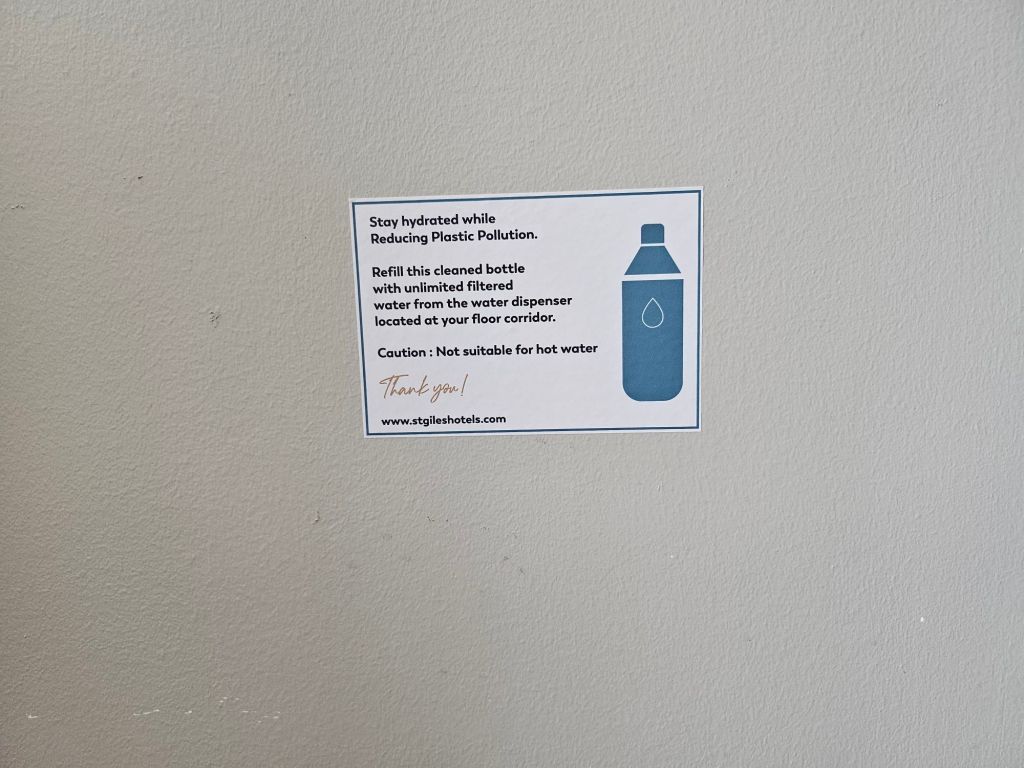 Stay hydrated while
Reducing Plastic Pollution.
Refill this cleaned bottle
with unlimited filtered
water from the water dispenser
located at your floor corridor.
Caution : Not suitable for hot water
Thank you!
www.stgileshotels.com